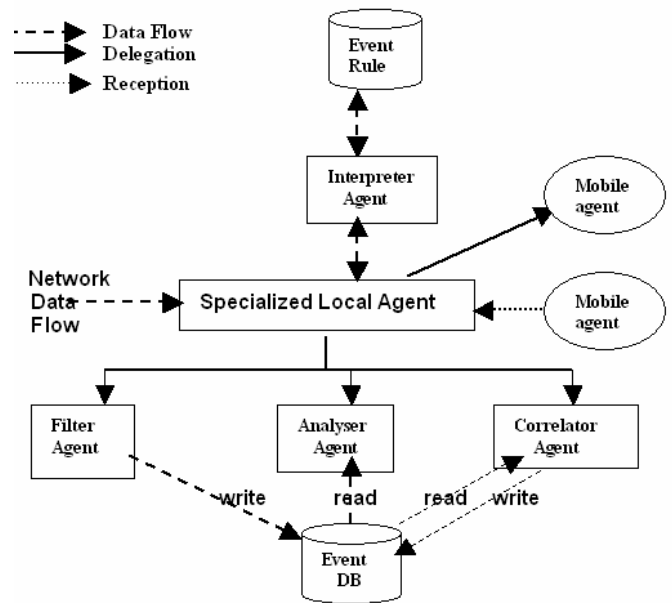 Data Flow
Delegation
Reception
Event
Rule
Interpreter
Agent
Mobile
agent
Network
Data
Flow
Specialized Local Agent
Mobile
agent
Filter
Agent
Analyser
Agent
Correlator
Agent
write
read
read
write
Event
DB